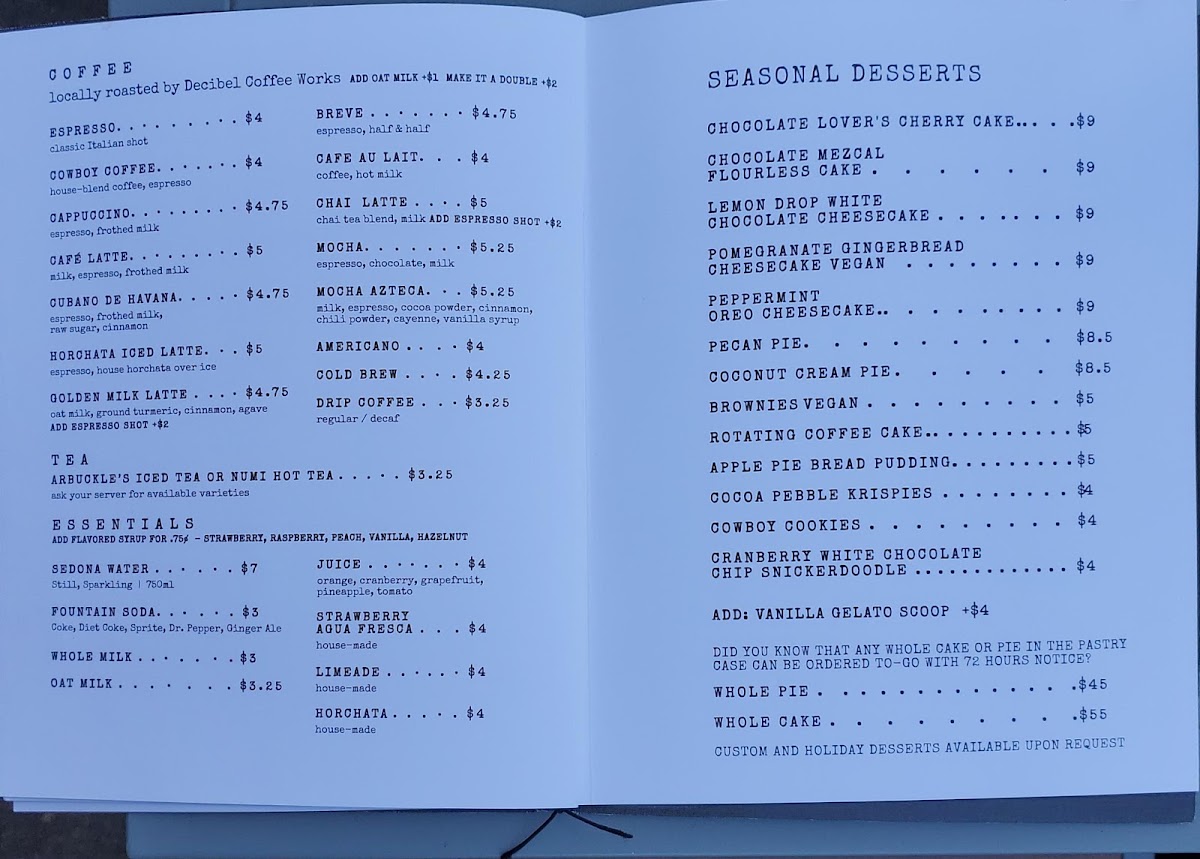 COFFEE
locally roasted by Decibel Coffee Works ADD OAT MILK +$1 MAKE IT A DOUBLE +$2
ESPRESSO. . . . . . . . . $4
classic Italian shot
COWBOY COFFEE. . . . . . . $4
house-blend coffee, espresso
CAPPUCCINO. . . . . . . . $4.75
espresso, frothed milk
CAFÉ LATTE. . . . . . . . . $5
milk, espresso, frothed milk
CUBANO DE HAVANA. . . . . $4.75
espresso, frothed milk,
raw sugar, cinnamon
HORCHATA ICED LATTE. . . $5
espresso, house horchata over ice
GOLDEN MILK LATTE . . . . $4.75
oat milk, ground turmeric, cinnamon, agave
ADD ESPRESSO SHOT +$2
BREVE . . . . . . . $4.75
espresso, half & half
CAFE AU LAIT. . . $4
coffee, hot milk
CHAI LATTE . . . . $5
chai tea blend, milk ADD ESPRESSO SHOT +$2
MOCHA. . . . . . . $5.25
espresso, chocolate, milk
MOCHA AZTECA. . . $5.25
milk, espresso, cocoa powder, cinnamon,
chili powder, cayenne, vanilla syrup
AMERICANO . . . . $4
COLD BREW . . . . $4.25
DRIP COFFEE . . . $3.25
regular / decaf
TEA
ARBUCKLE'S ICED TEA OR NUMI HOT TEA . . . . . $3.25
ask your server for available varieties
ESSENTIALS
ADD FLAVORED SYRUP FOR .75¢ - STRAWBERRY, RASPBERRY, PEACH, VANILLA, HAZELNUT
SEDONA WATER . . . . . . $7
Still, Sparkling | 750ml
FOUNTAIN SODA. . . . . . $3
Coke, Diet Coke, Sprite, Dr. Pepper, Ginger Ale
WHOLE MILK . . . . . . . $3
OAT MILK . . . . . . . $3.25
JUICE . . . . . . . $4
orange, cranberry, grapefruit,
pineapple, tomato
STRAWBERRY
AGUA FRESCA . . . $4
house-made
LIMEADE . . . . . . $4
house-made
HORCHATA . . . . . $4
house-made
SEASONAL DESSERTS
CHOCOLATE LOVER'S CHERRY CAKE.. . . .$9
CHOCOLATE MEZCAL
FLOURLESS CAKE . . . . . . $9
LEMON DROP WHITE
CHOCOLATE CHEESECAKE . . . . . . . $9
POMEGRANATE GINGERBREAD
CHEESECAKE VEGAN . . . . . . . . $9
PEPPERMINT
OREO CHEESECAKE.. . . . . . . . . $9
PECAN PIE. . . . . . . . . $8.5
COCONUT CREAM PIE. . . . . $8.5
BROWNIES VEGAN . . . . . . . . . $5
ROTATING COFFEE CAKE.. . . . . . . . . . $5
APPLE PIE BREAD PUDDING. . . . . . . . . $5
COCOA PEBBLE KRISPIES . . . . . . . . $4
COWBOY COOKIES . . . . . . . . . $4
CRANBERRY WHITE CHOCOLATE
CHIP SNICKERDOODLE . . . . . . . . . . . . . $4
ADD: VANILLA GELATO SCOOP +$4
DID YOU KNOW THAT ANY WHOLE CAKE OR PIE IN THE PASTRY
CASE CAN BE ORDERED TO-GO WITH 72 HOURS NOTICE?
WHOLE PIE . . . . . . . . . . . . . .$45
WHOLE CAKE . . . . . . . . . .$55
CUSTOM AND HOLIDAY DESSERTS AVAILABLE UPON REQUEST